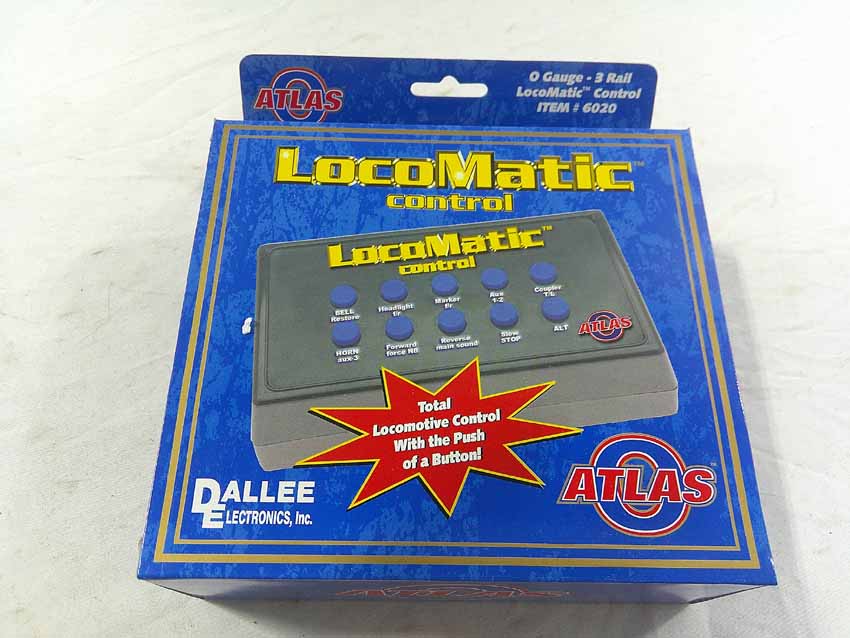 ATLAS O
O Gauge - 3 Rail
LocoMatic™ Control
ITEM # 6020
LocoMatic™
control
LocoMatic™
control
BELL
Restore
Headlight
f/r
Marker
f/r
Aux
1-2
Coupler
T/L
HORN
aux-3
Forward
force N8
Reverse
main sound
Slow
STOP
ALT
ATLAS O
Total
Locomotive Control
With the Push
of a Button!
DALLEE
ELECTRONICS, Inc.
ATLAS O
ATLAS